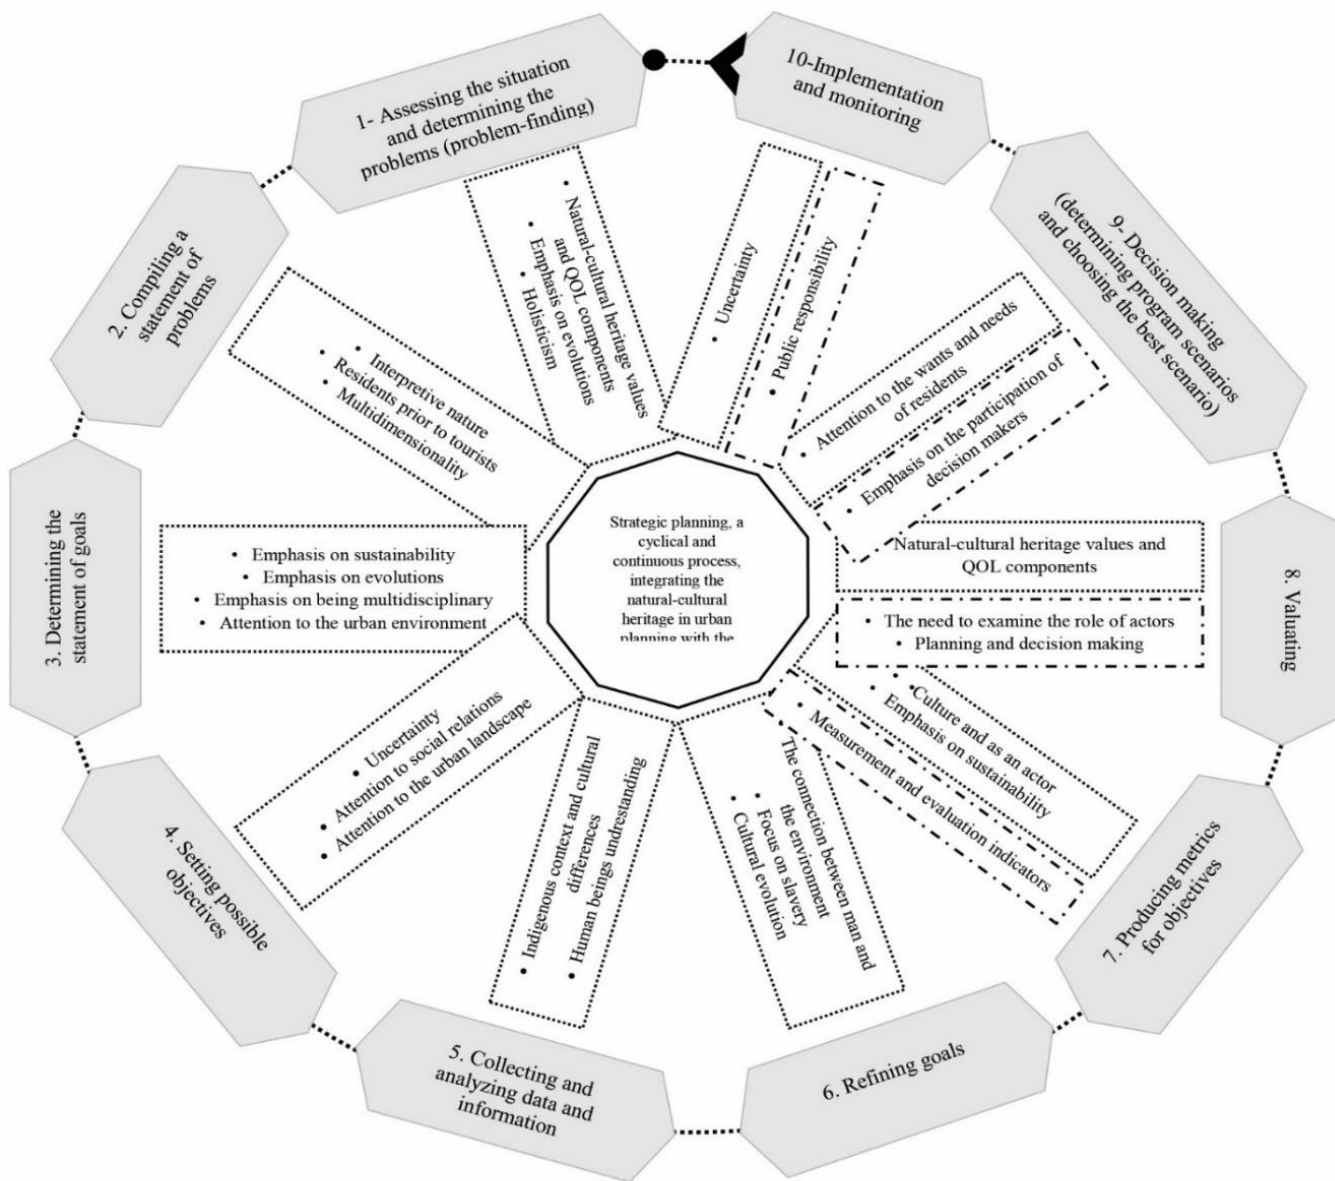 1- Assessing the situation
and determining the
problems (problem-finding)
• Natural-cultural heritage values
and QOL components
• Emphasis on evolutions
• Holisticism
2. Compiling a
statement of
problems
• Interpretive nature
• Residents prior to tourists
• Multidimensionality
3. Determining the
statement of goals
• Emphasis on sustainability
• Emphasis on evolutions
• Emphasis on being multidisciplinary
• Attention to the urban environment
4. Setting possible
objectives
• Uncertainty
• Attention to social relations
• Attention to the urban landscape
5. Collecting and
analyzing data and
information
• Indigenous context and cultural
differences
• Human beings undrestanding
6. Refining goals
• The connection between man and
the environment
• Focus on slavery
• Cultural evolution
7. Producing metrics
for objectives
• Culture and as an actor
• Emphasis on sustainability
• Measurement and evaluation indicators
8. Valuating
Natural-cultural heritage values and
QOL components
• The need to examine the role of actors
• Planning and decision making
9- Decision making
(determining program scenarios
and choosing the best scenario)
• Attention to the wants and needs
of residents
• Emphasis on the participation of
decision makers
10-Implementation
and monitoring
• Uncertainty
• Public responsibility
Strategic planning, a
cyclical and
continuous process,
integrating the
natural-cultural
heritage in urban
planning with the